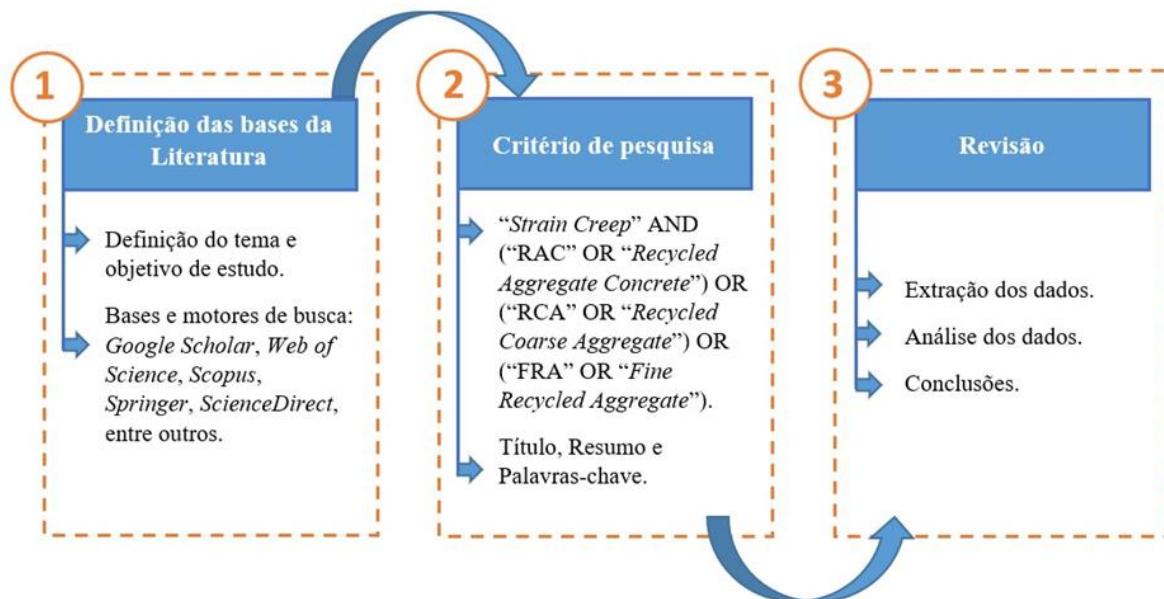 1
Definição das bases da
Literatura
Definição do tema e
objetivo de estudo.
Bases e motores de busca:
Google Scholar, Web of
Science, Scopus,
Springer, ScienceDirect,
entre outros.
2
Critério de pesquisa
“Strain Creep” AND
(“RAC” OR “Recycled
Aggregate Concrete”) OR
(“RCA” OR “Recycled
Coarse Aggregate”) OR
(“FRA” OR “Fine
Recycled Aggregate”).
Título, Resumo e
Palavras-chave.
3
Revisão
Extração dos dados.
Análise dos dados.
Conclusões.